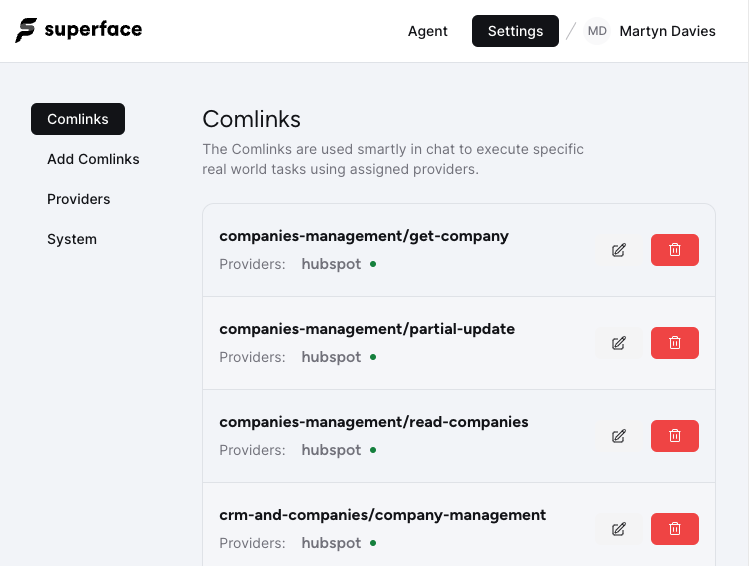 superface
Agent
Settings
MD
Martyn Davies
Comlinks
Add Comlinks
Providers
System
Comlinks
The Comlinks are used smartly in chat to execute specific
real world tasks using assigned providers.
companies-management/get-company
Providers: hubspot
companies-management/partial-update
Providers: hubspot
companies-management/read-companies
Providers: hubspot
crm-and-companies/company-management
Providers: hubspot